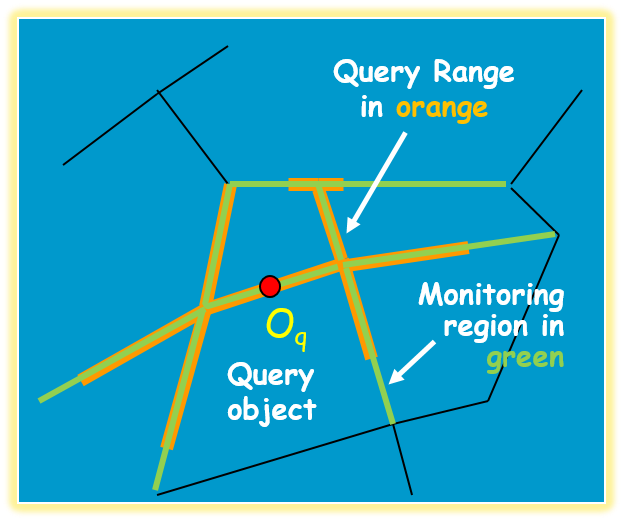 Query Range
in orange
Monitoring
region in
green
Oq
Query
object